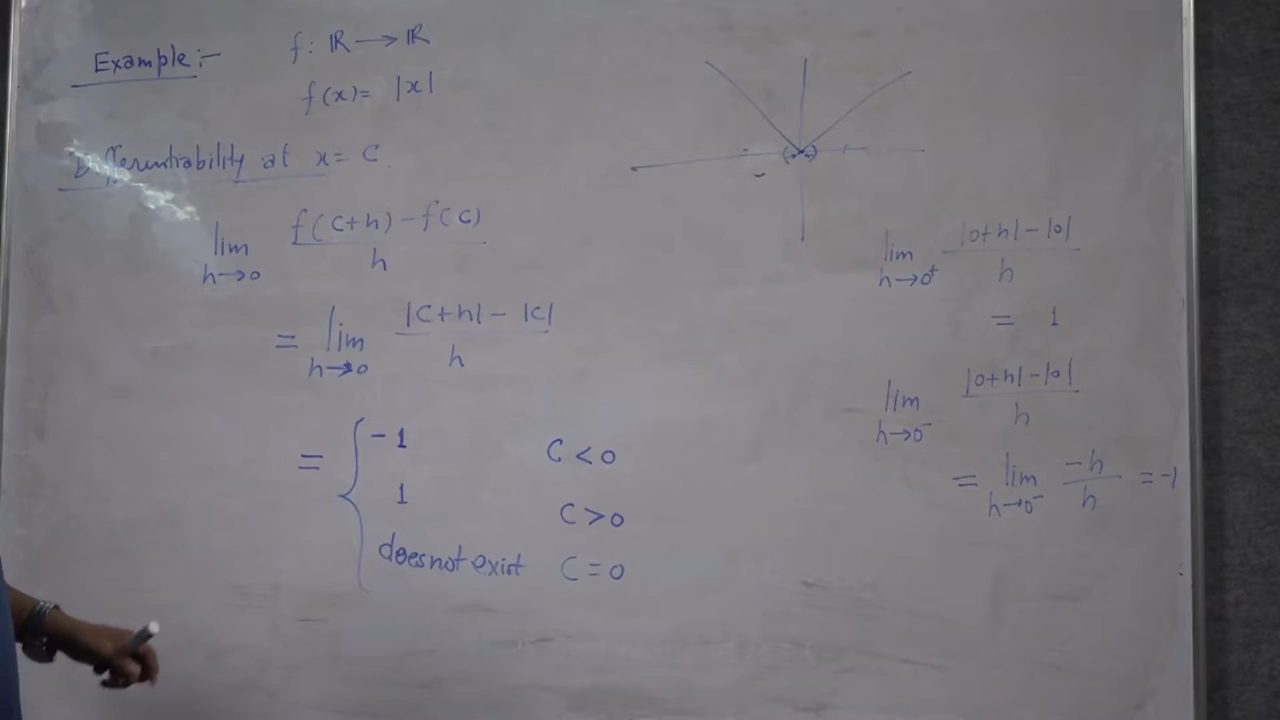 Example:-
f: ℝ → ℝ
f(x) = |x|
Differentiability at x = C.
lim h→0 f(C+h) - f(C) / h
= lim h→0 |C+h| - |C| / h
= { -1 C < 0
1 C > 0
does not exist C = 0
lim h→0⁺ |0+h| - |0| / h
= 1
lim h→0⁻ |0+h| - |0| / h
= lim h→0⁻ -h / h = -1